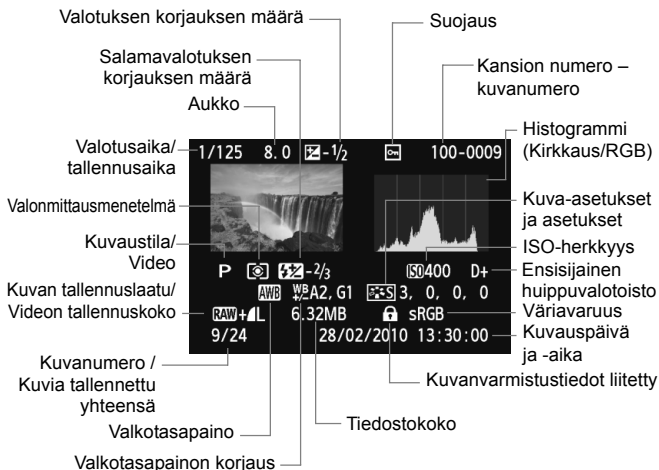 Valotuksen korjauksen määrä
Suojaus
Salamavalotuksen
korjauksen määrä
Kansion numero –
kuvanumero
Aukko
Histogrammi
(Kirkkaus/RGB)
Valotusaika/
tallennusaika
1/125 8.0 -1/2 100-0009
Valonmittausmenetelmä
Kuva-asetukset
ja asetukset
Kuvaustila/
Video
ISO-herkkyys
P -2/3 ISO400 D+
Ensisijainen
huippuvalotoisto
Kuvan tallennuslaatu/
Videon tallennuskoko
AWB WB A2, G1 S 3, 0, 0, 0
RAW+L 6.32MB sRGB
Väriavaruus
9/24 28/02/2010 13:30:00
Kuvauspäivä
ja -aika
Kuvanumero /
Kuvia tallennettu
yhteensä
Kuvanvarmistustiedot liitetty
Valkotasapaino
Tiedostokoko
Valkotasapainon korjaus